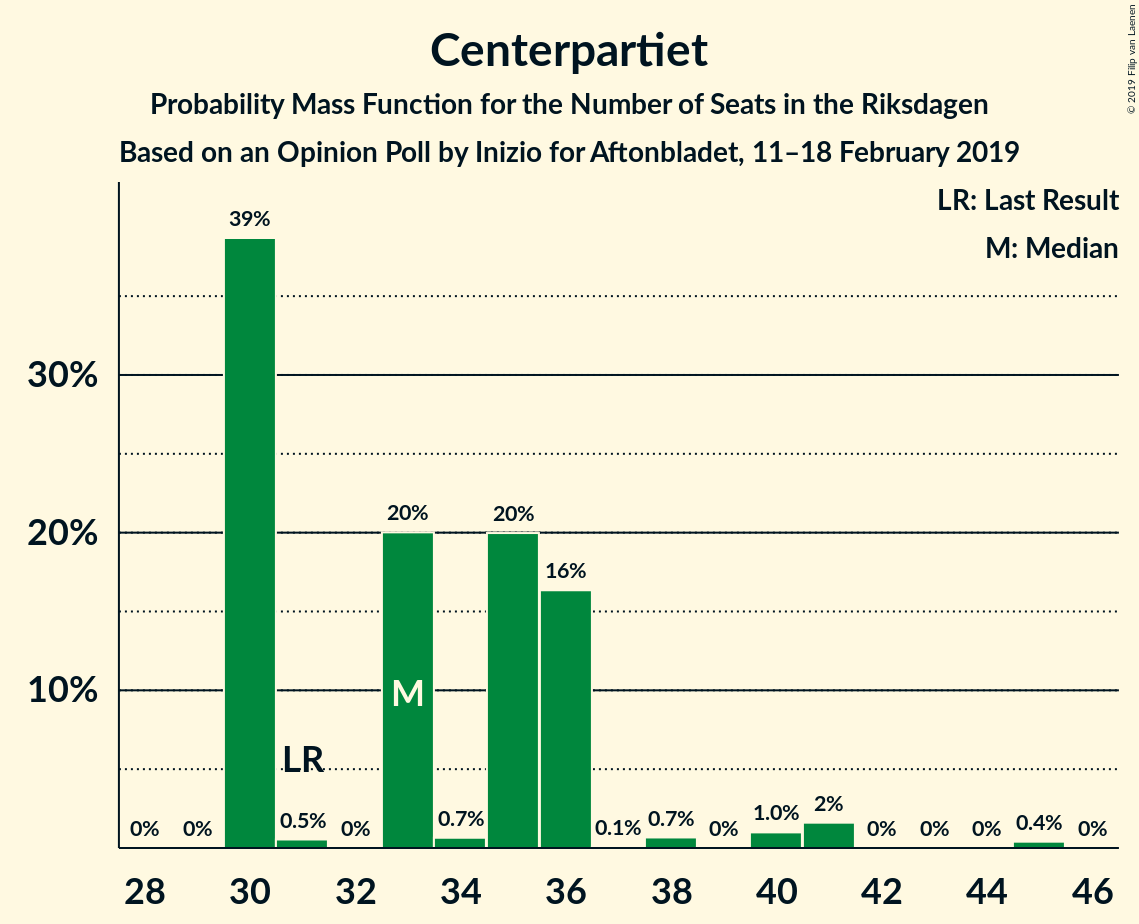 Centerpartiet
Probability Mass Function for the Number of Seats in the Riksdagen
Based on an Opinion Poll by Inizio for Aftonbladet, 11–18 February 2019
© 2019 Filip van Laenen
LR: Last Result
M: Median
39%
30%
20%
20%
20%
16%
10%
M
LR
0%
0%
0.5%
0%
0.7%
0.1%
0.7%
0%
1.0%
2%
0%
0%
0%
0.4%
0%
28 30 32 34 36 38 40 42 44 46